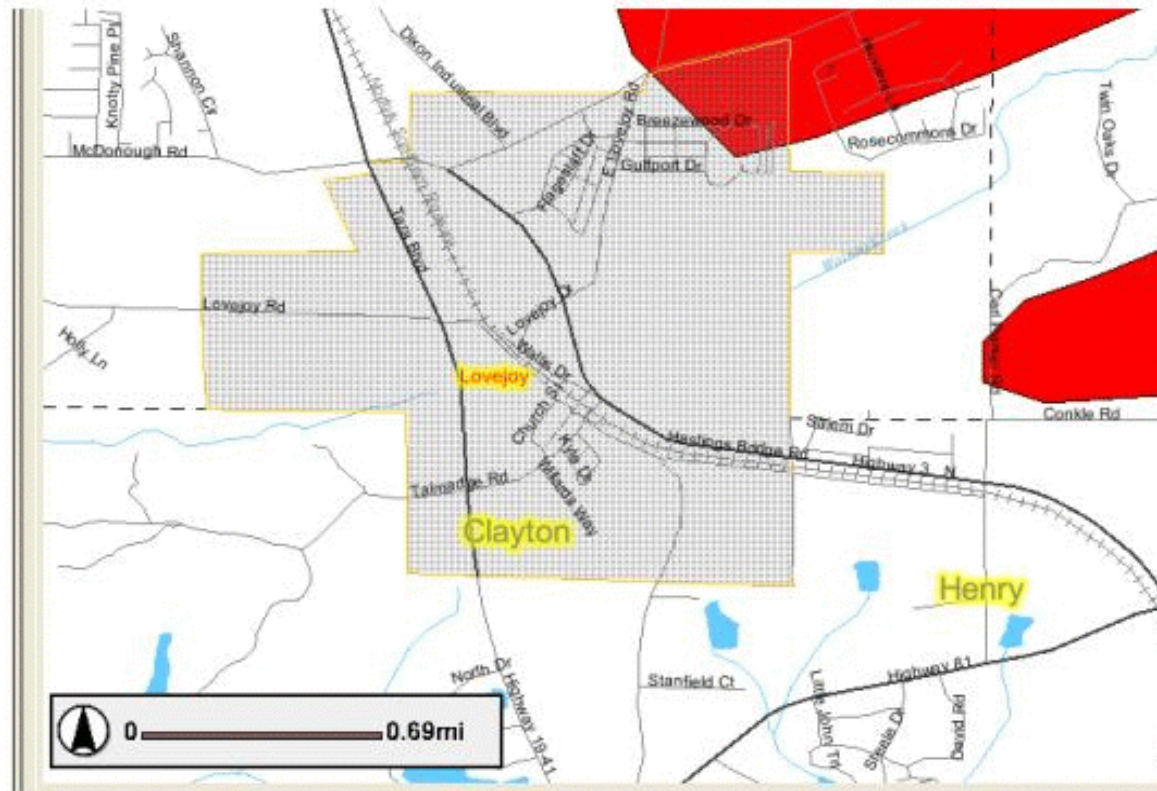 Knotty Pine Pl
Shannon Ct
Dixon Industrial Blvd
McDonough Rd
Breezewood Dr
E Lovejoy Rd
Flagestaff Dr
Gulfport Dr
Rosecommons Dr
Twin Oaks Dr
Tara Blvd
Lovejoy Rd
Lovejoy Ct
Holly Ln
Wallis Dr
Lovejoy
Church St
Kyle Dr
Conkle Rd
Hastings Bridge Rd
Highway 3 N
Talmadge Rd
Clayton
Henry
North Dr
Stanfield Ct
Highway 81
Highway 19-41
Little John Trl
Steele Dr
David Rd
0 0.69mi